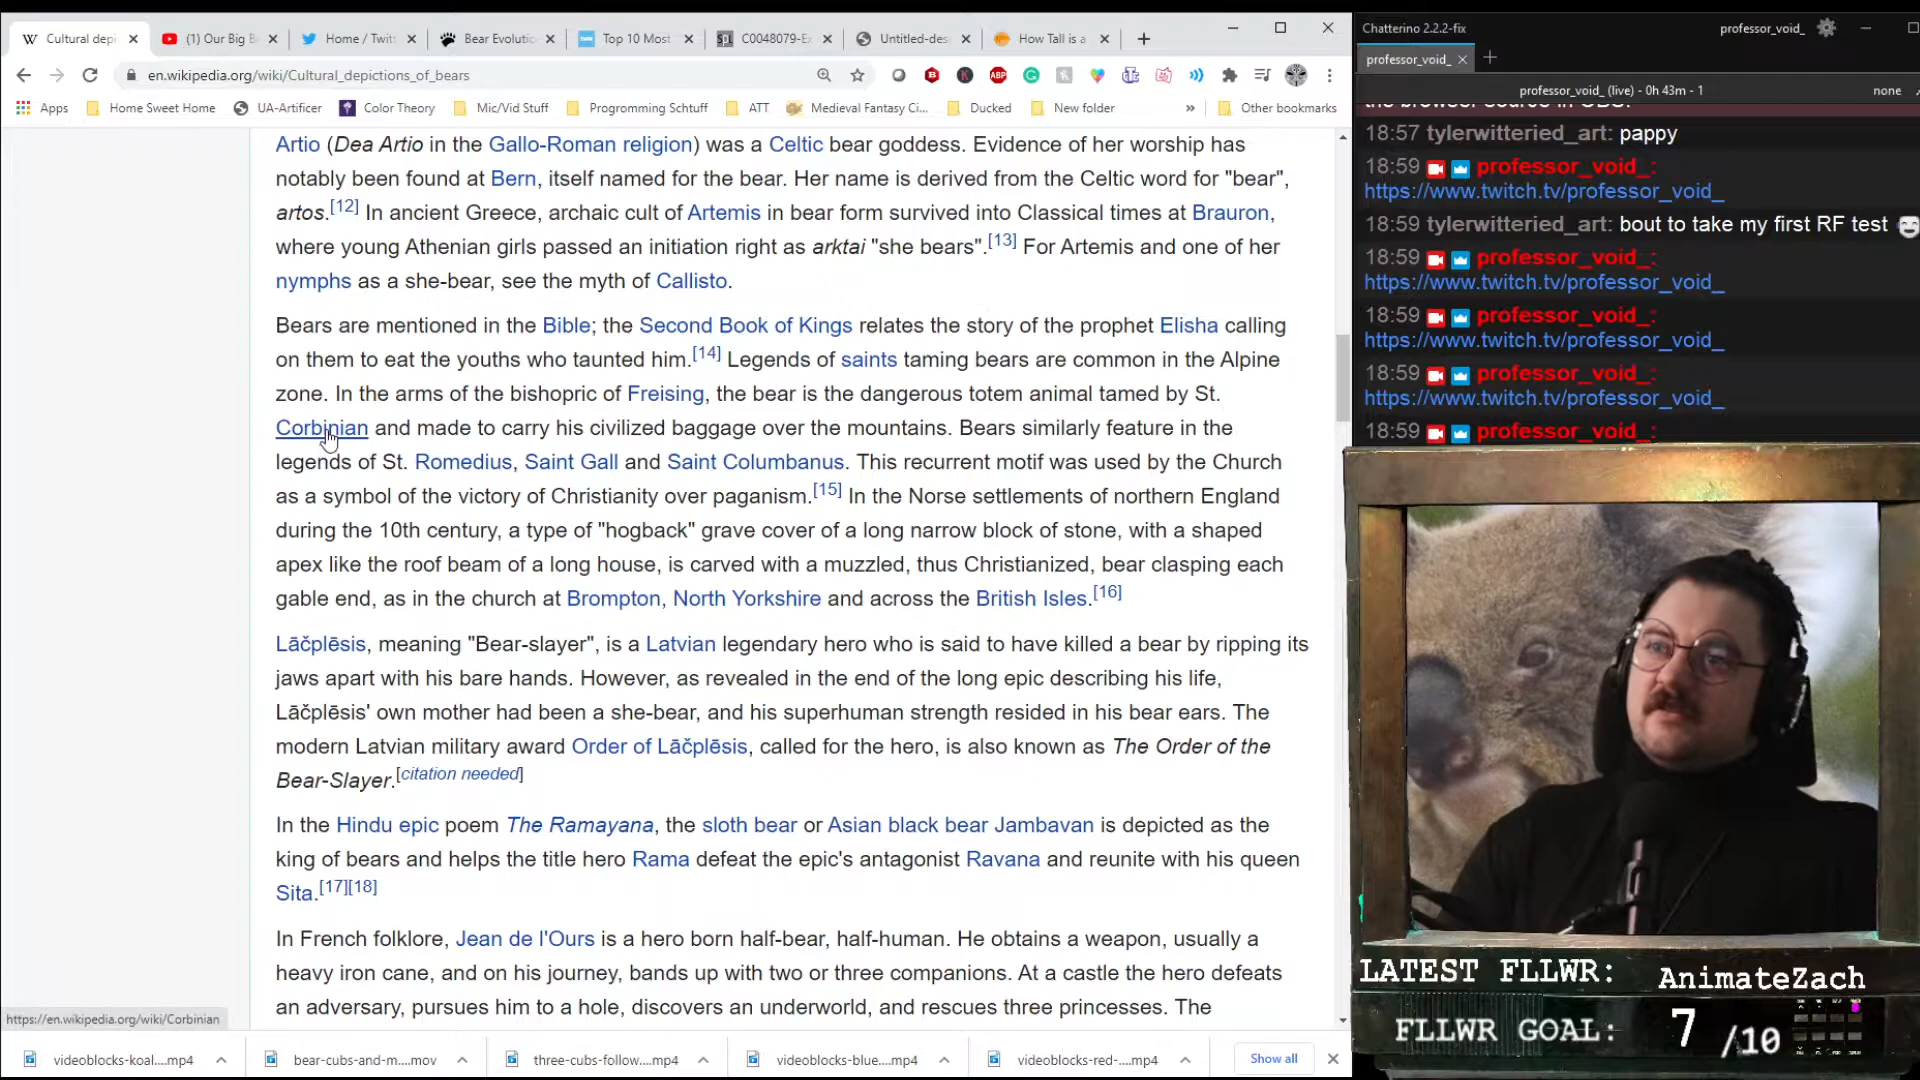 Cultural dep
(1) Our Big B
Home / Twit
Bear Evolutio
Top 10 Most
C0048079-E
Untitled-des
How Tall is a
en.wikipedia.org/wiki/Cultural_depictions_of_bears
Apps
Home Sweet Home
UA-Artificer
Color Theory
Mic/Vid Stuff
Programming Schtuff
ATT
Medieval Fantasy Ci...
Ducked
New folder
»
Other bookmarks
Artio (Dea Artio in the Gallo-Roman religion) was a Celtic bear goddess. Evidence of her worship has
notably been found at Bern, itself named for the bear. Her name is derived from the Celtic word for "bear",
artos.[12] In ancient Greece, archaic cult of Artemis in bear form survived into Classical times at Brauron,
where young Athenian girls passed an initiation right as arktai "she bears".[13] For Artemis and one of her
nymphs as a she-bear, see the myth of Callisto.
Bears are mentioned in the Bible; the Second Book of Kings relates the story of the prophet Elisha calling
on them to eat the youths who taunted him.[14] Legends of saints taming bears are common in the Alpine
zone. In the arms of the bishopric of Freising, the bear is the dangerous totem animal tamed by St.
Corbinian and made to carry his civilized baggage over the mountains. Bears similarly feature in the
legends of St. Romedius, Saint Gall and Saint Columbanus. This recurrent motif was used by the Church
as a symbol of the victory of Christianity over paganism.[15] In the Norse settlements of northern England
during the 10th century, a type of "hogback" grave cover of a long narrow block of stone, with a shaped
apex like the roof beam of a long house, is carved with a muzzled, thus Christianized, bear clasping each
gable end, as in the church at Brompton, North Yorkshire and across the British Isles.[16]
Lāčplēsis, meaning "Bear-slayer", is a Latvian legendary hero who is said to have killed a bear by ripping its
jaws apart with his bare hands. However, as revealed in the end of the long epic describing his life,
Lāčplēsis' own mother had been a she-bear, and his superhuman strength resided in his bear ears. The
modern Latvian military award Order of Lāčplēsis, called for the hero, is also known as The Order of the
Bear-Slayer.[citation needed]
In the Hindu epic poem The Ramayana, the sloth bear or Asian black bear Jambavan is depicted as the
king of bears and helps the title hero Rama defeat the epic's antagonist Ravana and reunite with his queen
Sita.[17][18]
In French folklore, Jean de l'Ours is a hero born half-bear, half-human. He obtains a weapon, usually a
heavy iron cane, and on his journey, bands up with two or three companions. At a castle the hero defeats
an adversary, pursues him to a hole, discovers an underworld, and rescues three princesses. The
https://en.wikipedia.org/wiki/Corbinian
videoblocks-koal....mp4
bear-cubs-and-m....mov
three-cubs-follow....mp4
videoblocks-blue....mp4
videoblocks-red-....mp4
Show all
Chatterino 2.2.2-fix
professor_void_
professor_void_
professor_void_ (live) - 0h 43m - 1
none
the browser source in OBS.
18:57 tylerwitteried_art: pappy
18:59 professor_void_:
https://www.twitch.tv/professor_void_
18:59 tylerwitteried_art: bout to take my first RF test
18:59 professor_void_:
https://www.twitch.tv/professor_void_
18:59 professor_void_:
https://www.twitch.tv/professor_void_
18:59 professor_void_:
https://www.twitch.tv/professor_void_
18:59 professor_void_:
LATEST FLLWR: AnimateZach
FLLWR GOAL: 7 /10